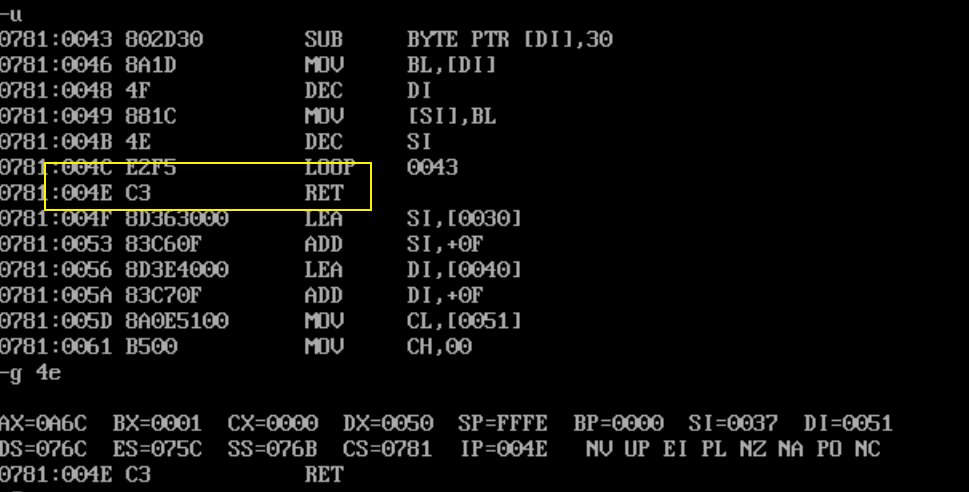 -u
0781:0043 802D30 SUB BYTE PTR [DI],30
0781:0046 8A1D MOV BL,[DI]
0781:0048 4F DEC DI
0781:0049 881C MOV [SI],BL
0781:004B 4E DEC SI
0781:004C E2F5 LOOP 0043
0781:004E C3 RET
0781:004F 8D363000 LEA SI,[0030]
0781:0053 83C60F ADD SI,+0F
0781:0056 8D3E4000 LEA DI,[0040]
0781:005A 83C70F ADD DI,+0F
0781:005D 8A0E5100 MOV CL,[0051]
0781:0061 B500 MOV CH,00
-g 4e
AX=0A6C BX=0001 CX=0000 DX=0050 SP=FFFE BP=0000 SI=0037 DI=0051
DS=076C ES=075C SS=076B CS=0781 IP=004E NV UP EI PL NZ NA PO NC
0781:004E C3 RET